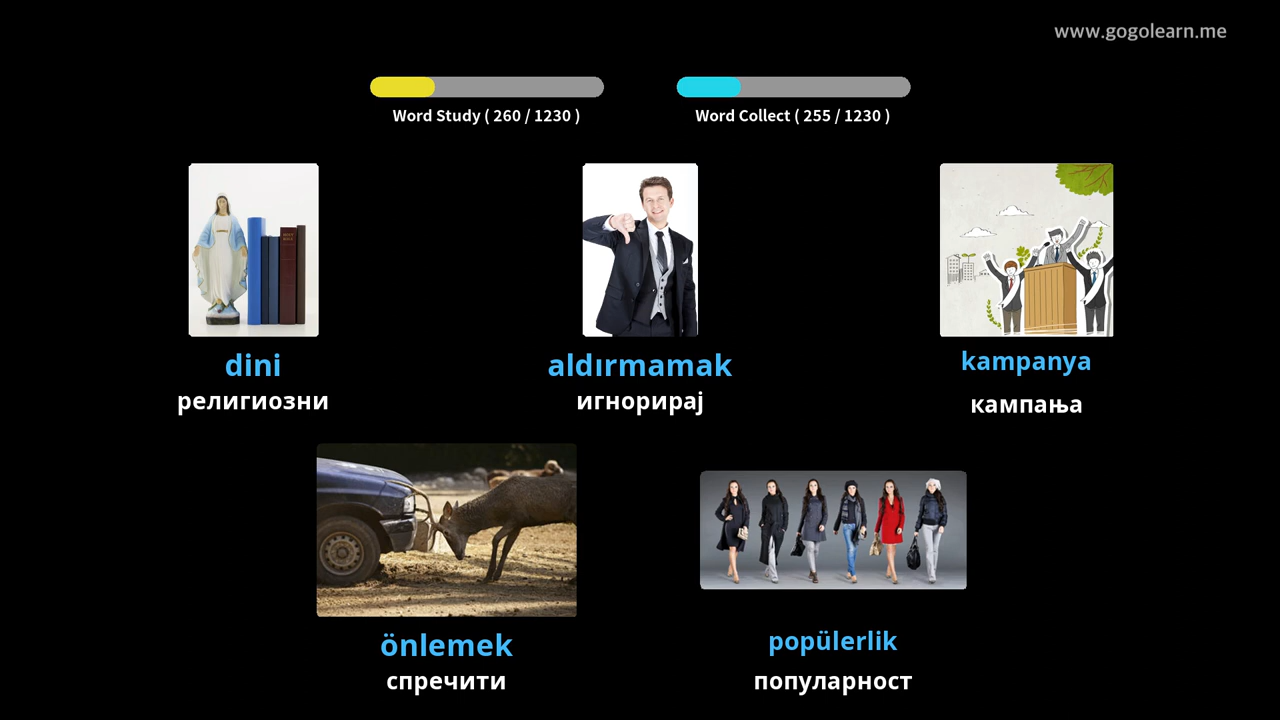 www.gogolearn.me
Word Study ( 260 / 1230 )
Word Collect ( 255 / 1230 )
dini
религиозни
aldırmamak
игнорирај
kampanya
кампања
önlemek
спречити
popülerlik
популарност